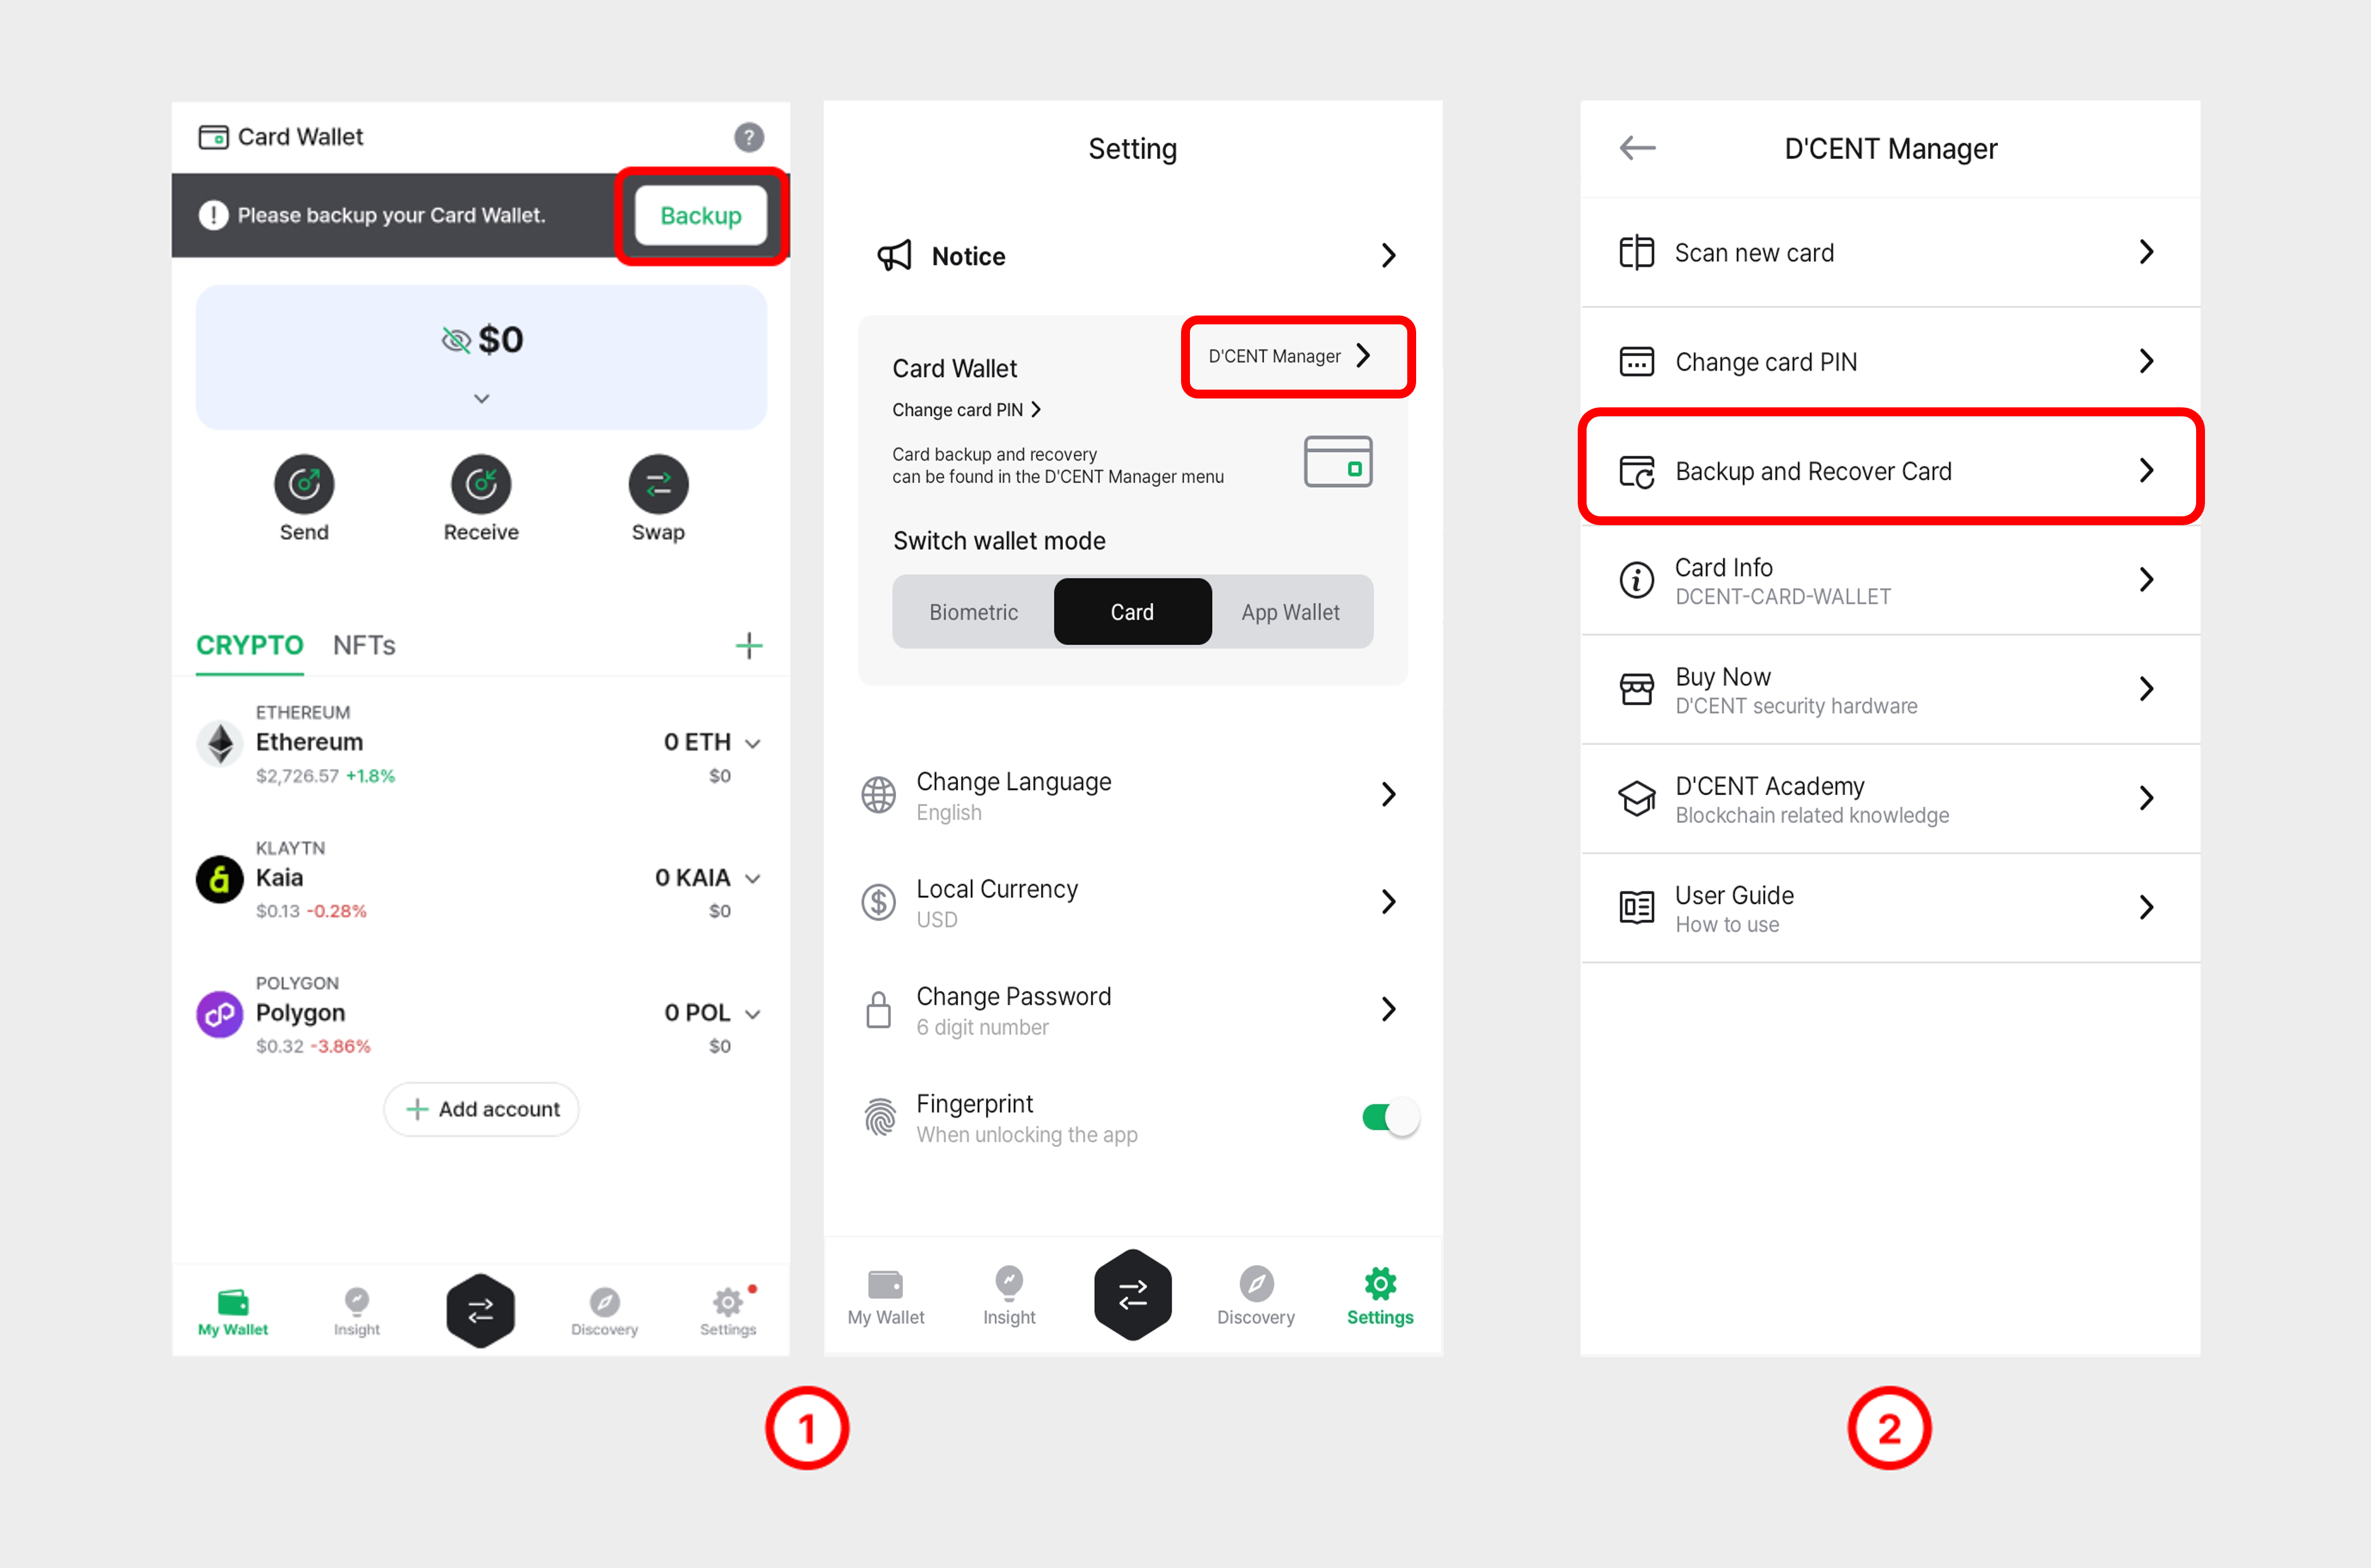 Card Wallet
?
! Please backup your Card Wallet. Backup
$0
Send Receive Swap
CRYPTO NFTs
ETHEREUM
Ethereum 0 ETH
$2,726.57 +1.8% $0
KLAYTN
Kaia 0 KAIA
$0.13 -0.28% $0
POLYGON
Polygon 0 POL
$0.32 -3.86% $0
+ Add account
My Wallet Insight Discovery Settings
Setting
Notice
D'CENT Manager
Card Wallet
Change card PIN
Card backup and recovery
can be found in the D'CENT Manager menu
Switch wallet mode
Biometric Card App Wallet
Change Language
English
Local Currency
USD
Change Password
6 digit number
Fingerprint
When unlocking the app
My Wallet Insight Discovery Settings
1
D'CENT Manager
Scan new card
Change card PIN
Backup and Recover Card
Card Info
DCENT-CARD-WALLET
Buy Now
D'CENT security hardware
D'CENT Academy
Blockchain related knowledge
User Guide
How to use
2